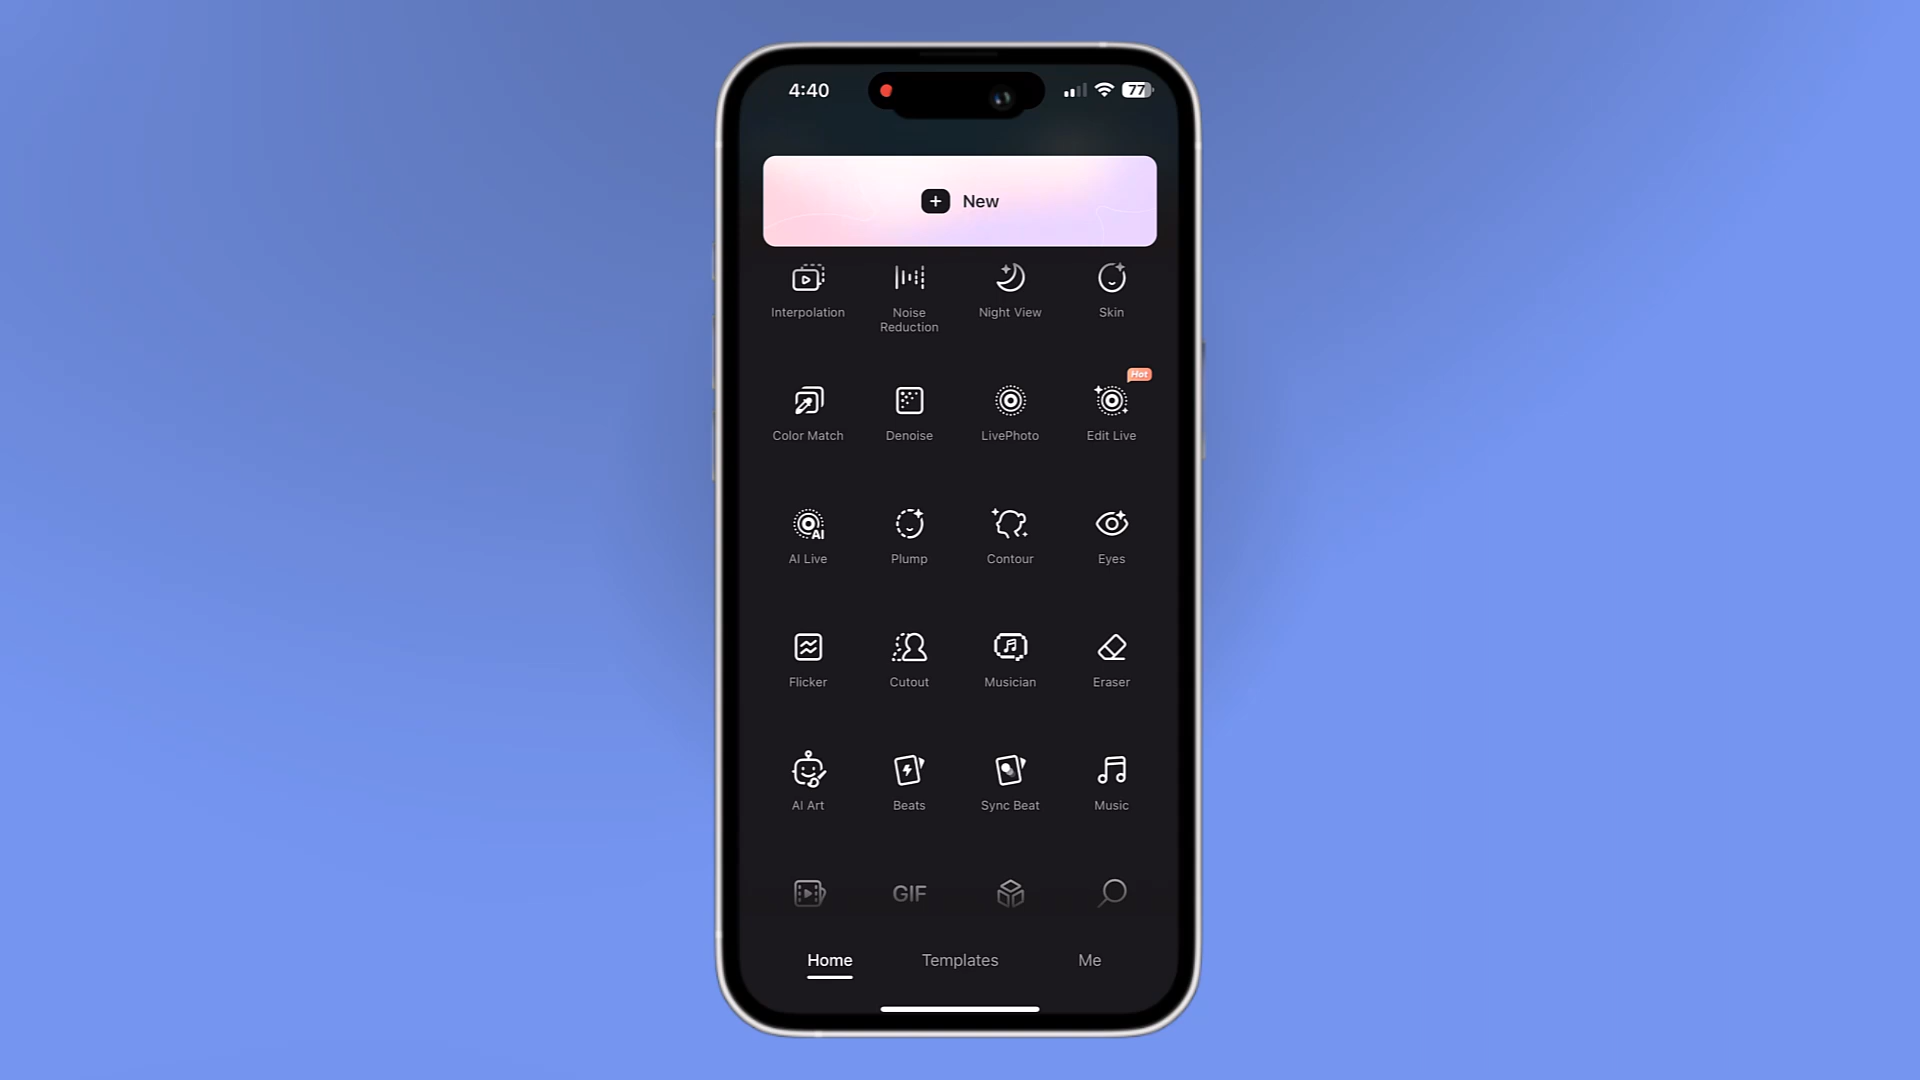 4:40
77
New
Interpolation
Noise
Reduction
Night View
Skin
Hot
Color Match
Denoise
LivePhoto
Edit Live
AI
AI Live
Plump
Contour
Eyes
Flicker
Cutout
Musician
Eraser
AI Art
Beats
Sync Beat
Music
GIF
Home
Templates
Me